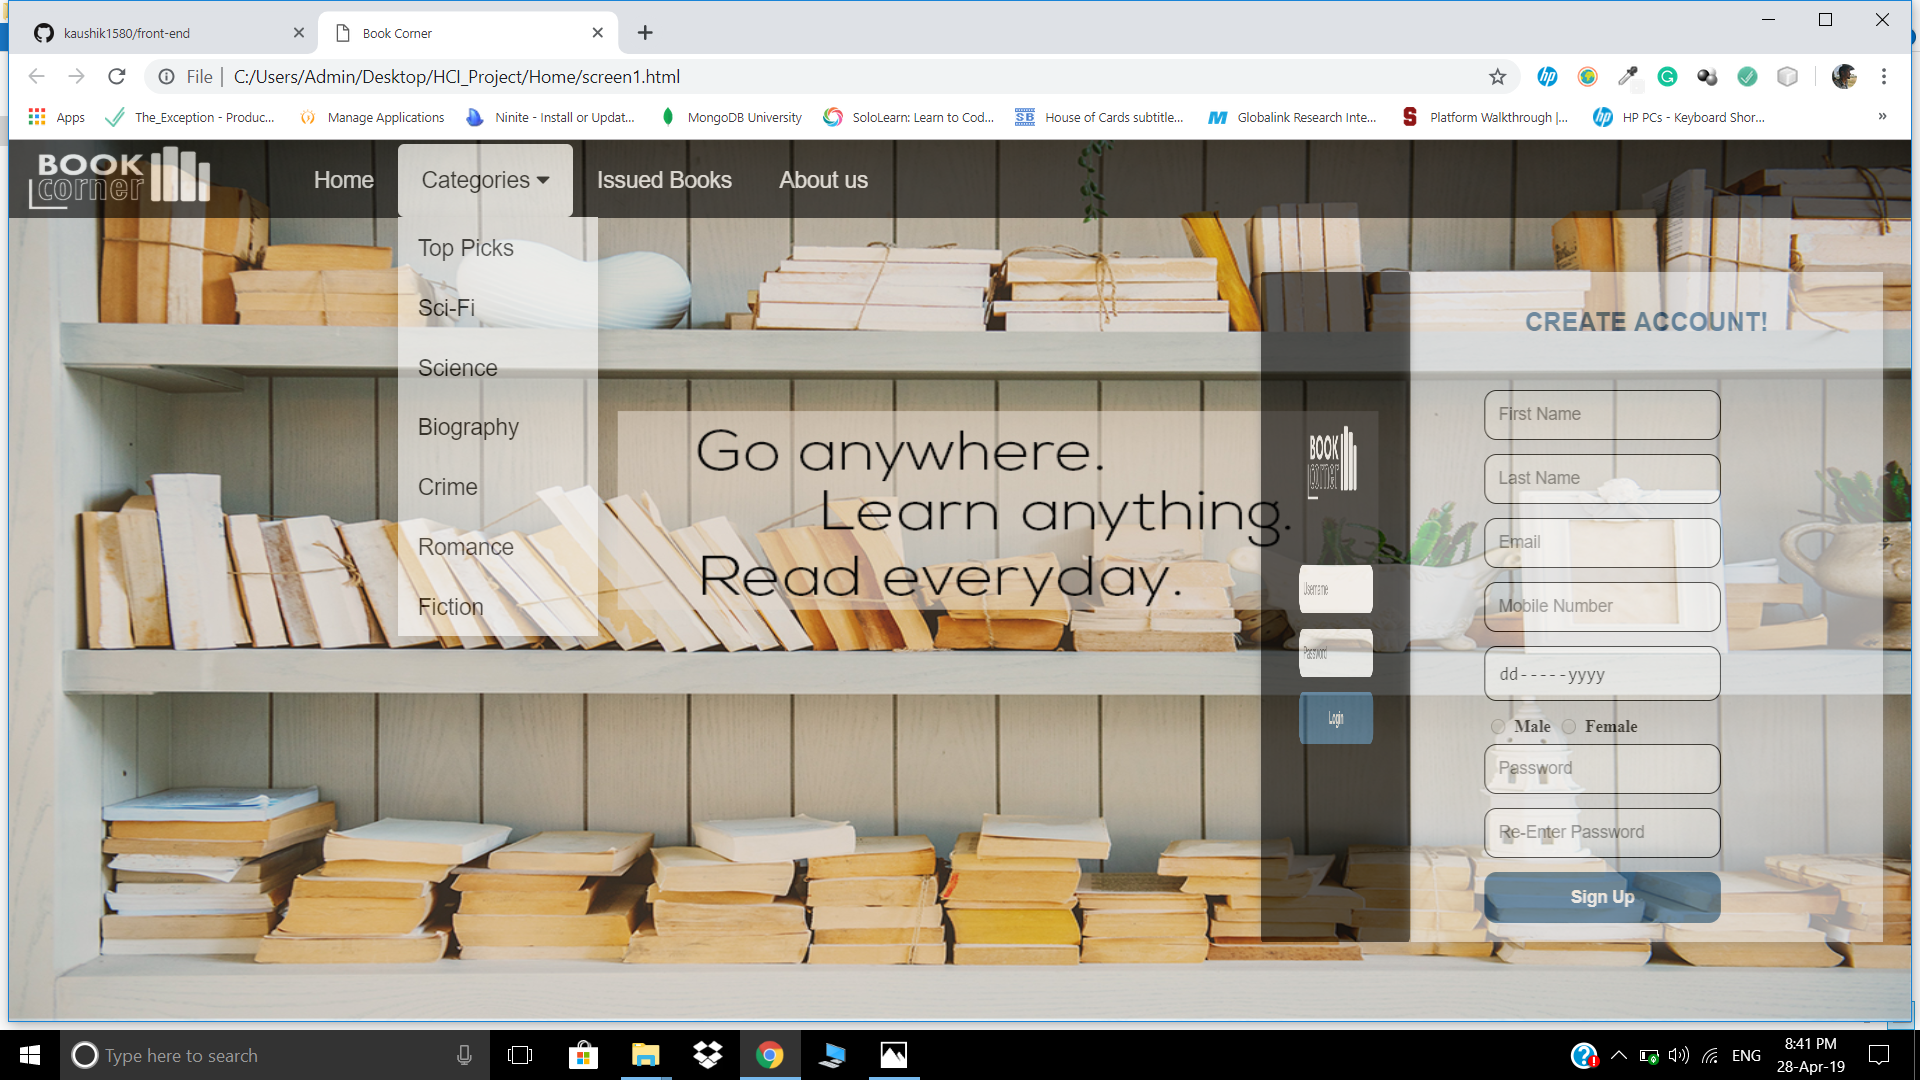 kaushik1580/front-end
Book Corner
File | C:/Users/Admin/Desktop/HCI_Project/Home/screen1.html
Apps
The_Exception - Produc...
Manage Applications
Ninite - Install or Updat...
MongoDB University
SoloLearn: Learn to Cod...
SB
House of Cards subtitle...
Globalink Research Inte...
Platform Walkthrough |...
hp
HP PCs - Keyboard Shor...
»
BOOK
corner
Home
Categories
Issued Books
About us
Top Picks
Sci-Fi
Science
Biography
Crime
Romance
Fiction
Go anywhere.
Learn anything.
Read everyday.
BOOK
corner
Username
Password
Login
CREATE ACCOUNT!
First Name
Last Name
Email
Mobile Number
dd-----yyyy
Male Female
Password
Re-Enter Password
Sign Up
Type here to search
ENG
8:41 PM
28-Apr-19